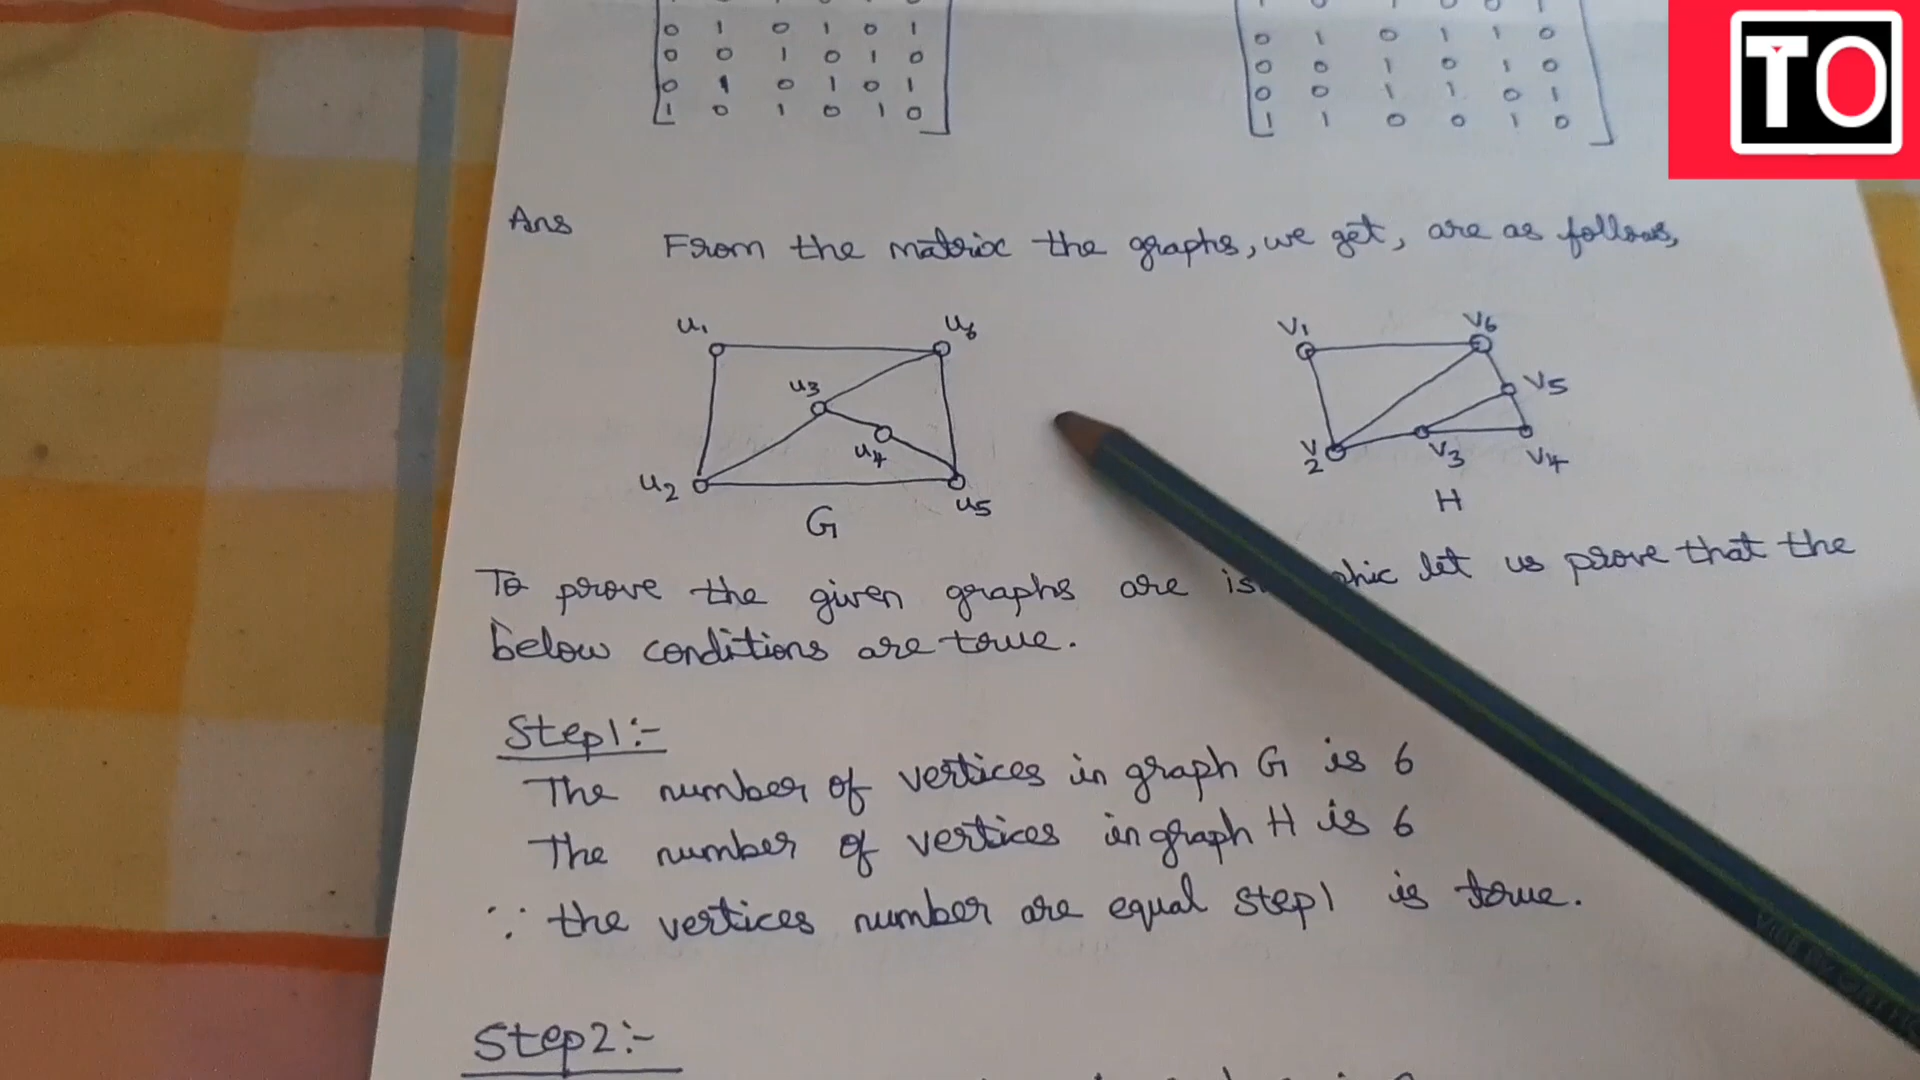 0 1 0 1 0 1
0 0 1 0 1 0
0 1 0 1 0 1
1 0 1 0 1 0
0 1 0 1 1 0
0 0 1 0 1 0
0 0 1 1 0 1
1 1 0 0 1 0
TO
Ans
From the matrix the graphs, we get, are as follows,
u1 u6
u3
u4
u2 u5
G
V1 V6
V5
V2 V3 V4
H
To prove the given graphs are let us prove that the
below conditions are true.
Step1:-
The number of vertices in graph G is 6
The number of vertices in graph H is 6
∵ the vertices number are equal step1 is true.
Step2:-